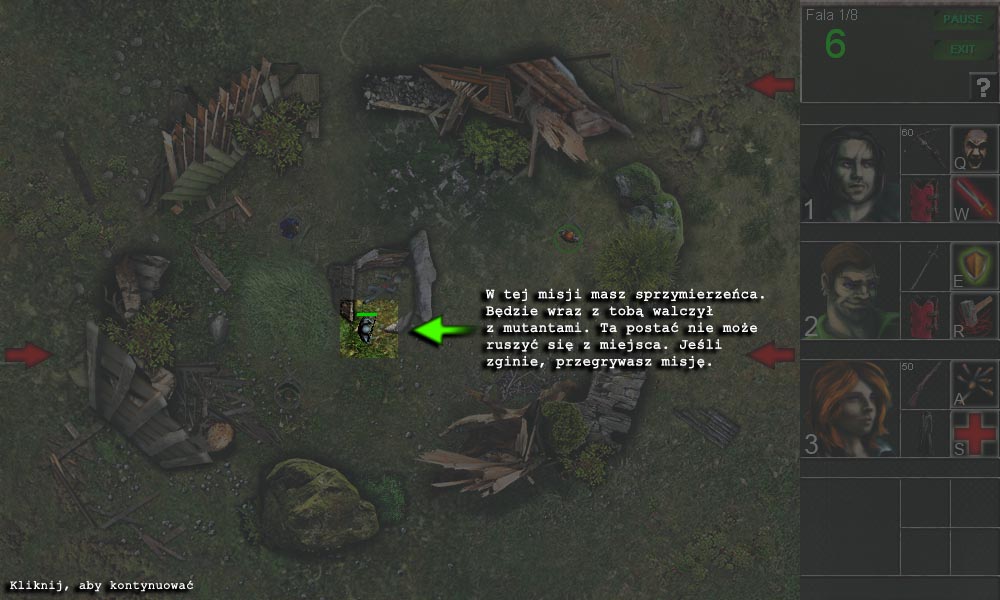 Fala 1/8
6
PAUSE
EXIT
?
1
60
Q
W
2
E
R
3
50
A
S
W tej misji masz sprzymierzeńca.
Będzie wraz z tobą walczył
z mutantami. Ta postać nie może
ruszyć się z miejsca. Jeśli
zginie, przegrywasz misję.
Kliknij, aby kontynuować